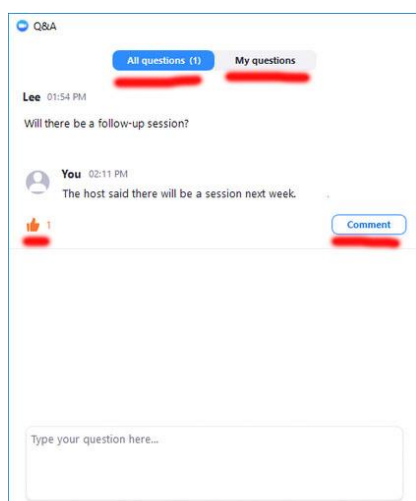 Q&A
All questions (1)
My questions
Lee 01:54 PM
Will there be a follow-up session?
You 02:11 PM
The host said there will be a session next week.
1
Comment
Type your question here...